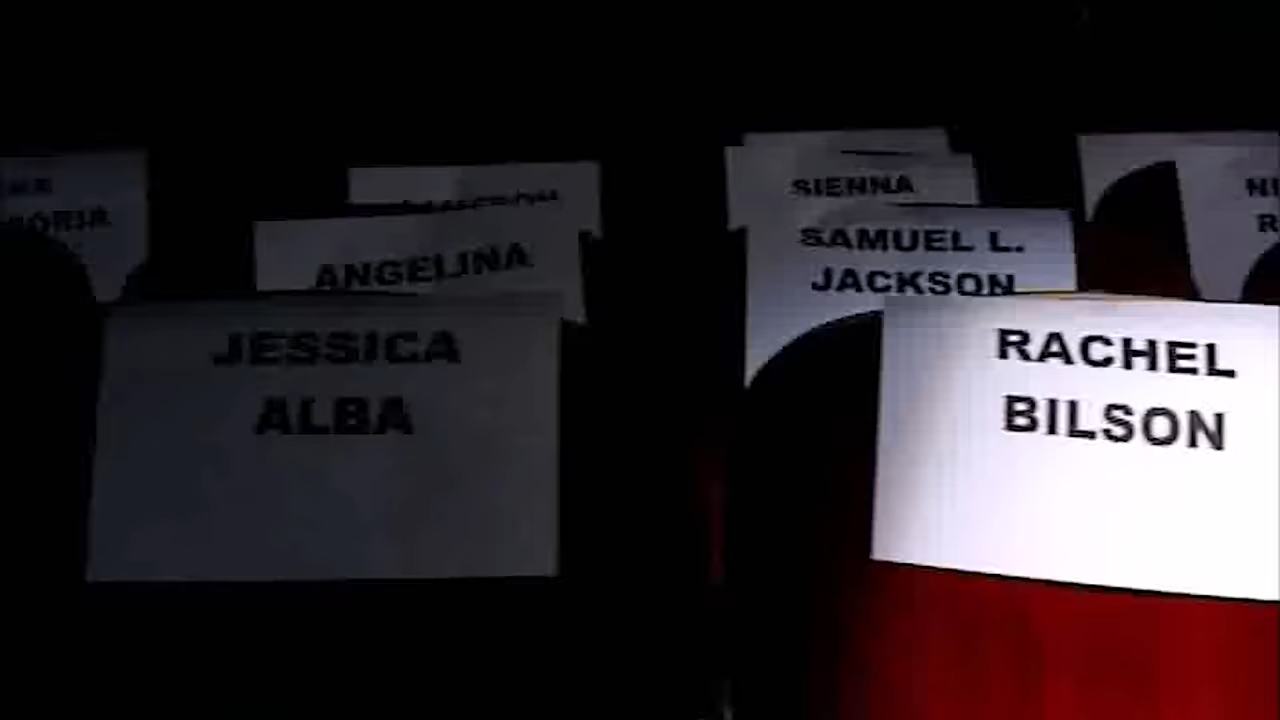 ANGELINA
JESSICA
ALBA
SIENNA
SAMUEL L.
JACKSON
RACHEL
BILSON